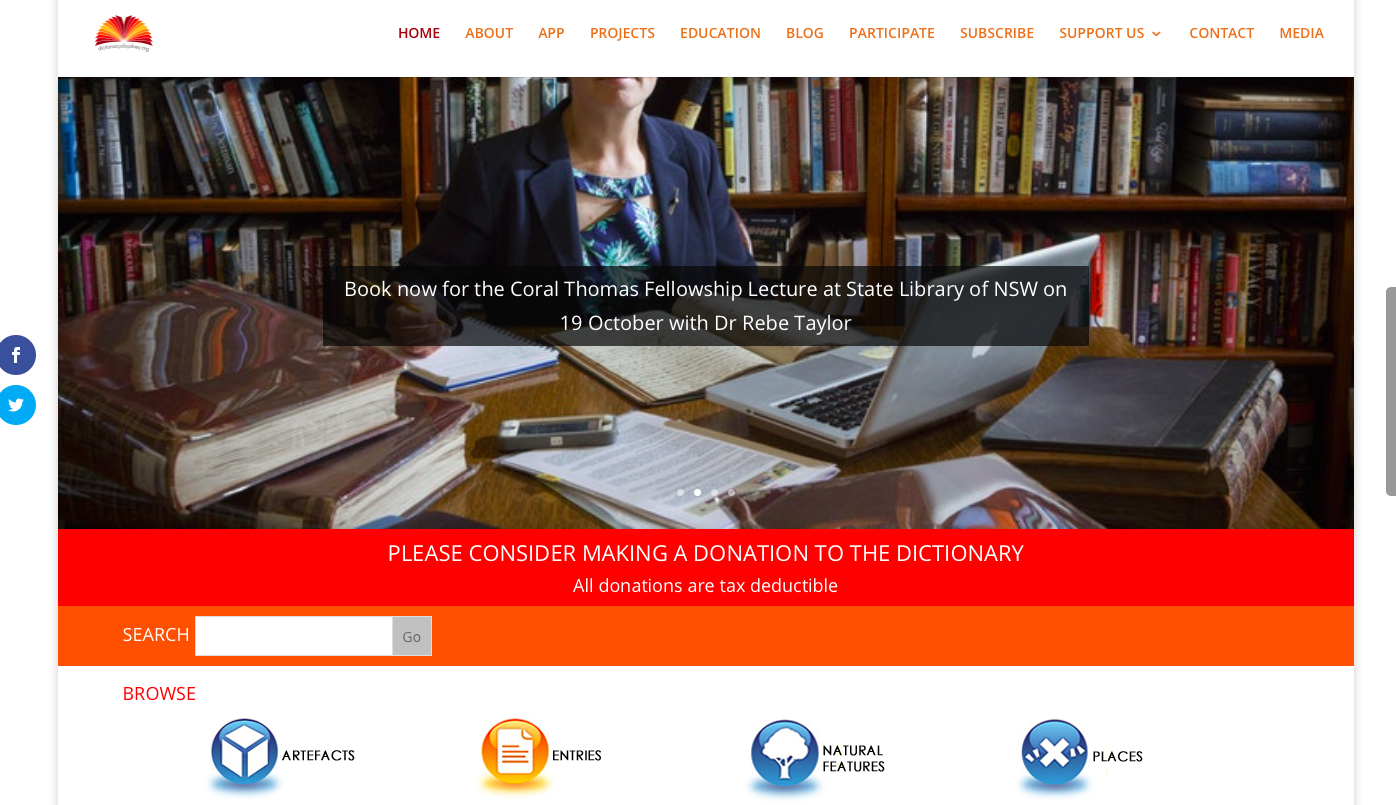 dictionaryofsydney.org
HOME ABOUT APP PROJECTS EDUCATION BLOG PARTICIPATE SUBSCRIBE SUPPORT US CONTACT MEDIA
Book now for the Coral Thomas Fellowship Lecture at State Library of NSW on
19 October with Dr Rebe Taylor
PLEASE CONSIDER MAKING A DONATION TO THE DICTIONARY
All donations are tax deductible
SEARCH Go
BROWSE
ARTEFACTS
ENTRIES
NATURAL
FEATURES
PLACES